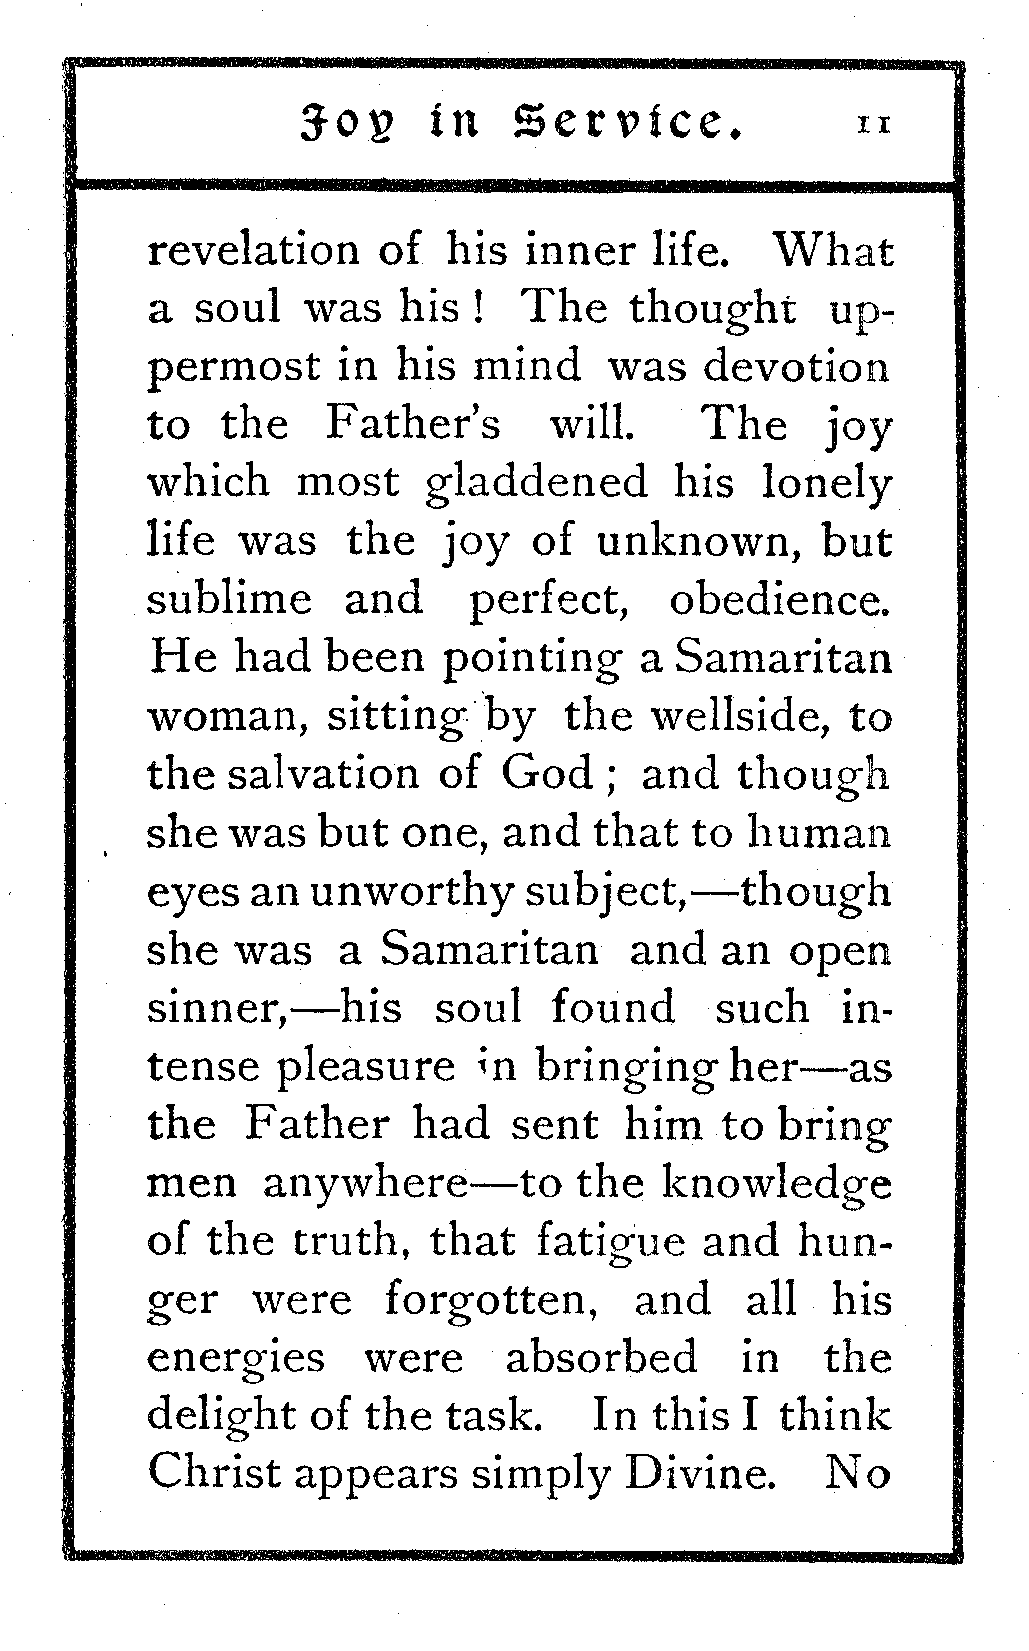 Joy in Service. 11
revelation of his inner life. What
a soul was his ! The thought up-
permost in his mind was devotion
to the Father's will. The joy
which most gladdened his lonely
life was the joy of unknown, but
sublime and perfect, obedience.
He had been pointing a Samaritan
woman, sitting by the wellside, to
the salvation of God ; and though
she was but one, and that to human
eyes an unworthy subject,—though
she was a Samaritan and an open
sinner,—his soul found such in-
tense pleasure in bringing her—as
the Father had sent him to bring
men anywhere—to the knowledge
of the truth, that fatigue and hun-
ger were forgotten, and all his
energies were absorbed in the
delight of the task. In this I think
Christ appears simply Divine. No